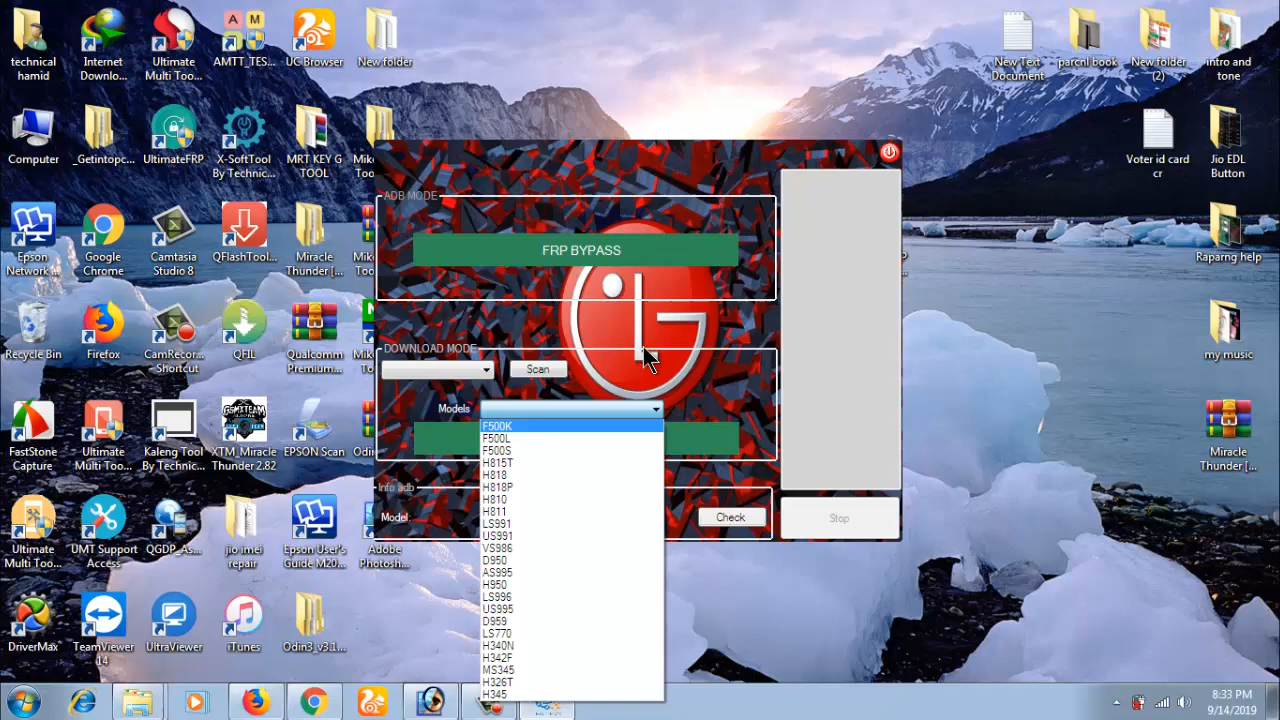 technical
hamid
Internet
Downlo...
Ultimate
Multi Too...
AMTT_TES...
UC Browser
New folder
New Text
Document
parcnl book
New folder
(2)
intro and
tone
Computer
_Getintopc...
UltimateFRP
X-SoftTool
By Technic...
MRT KEY G
TOOL
Voter id card
cr
Jio EDL
Button
Epson
Network ...
Google
Chrome
Camtasia
Studio 8
QFlashTool...
Miracle
Thunder [...
Raparng help
Recycle Bin
Firefox
CamRecor...
Shortcut
QFIL
Qualcomm
Premium...
my music
FastStone
Capture
Ultimate
Multi Too...
Kaleng Tool
By Technic...
XTM_Miracle
Thunder 2.82
EPSON Scan
Odin
Miracle
Thunder [...
Ultimate
Multi Too...
UMT Support
Access
QGDP_As...
jio imei
repair
Epson User's
Guide M20...
Adobe
Photosh...
DriverMax
TeamViewer
14
UltraViewer
iTunes
Odin3_v3.1...
ADB MODE
FRP BYPASS
DOWNLOAD MODE
Scan
Models
F500K
F500L
F500S
H815T
H818
H818P
H810
H811
LS991
US991
VS986
D950
AS995
H950
LS996
US995
D959
LS770
H340N
H342F
MS345
H326T
H345
Info adb
Model:
Check
Stop
8:33 PM
9/14/2019